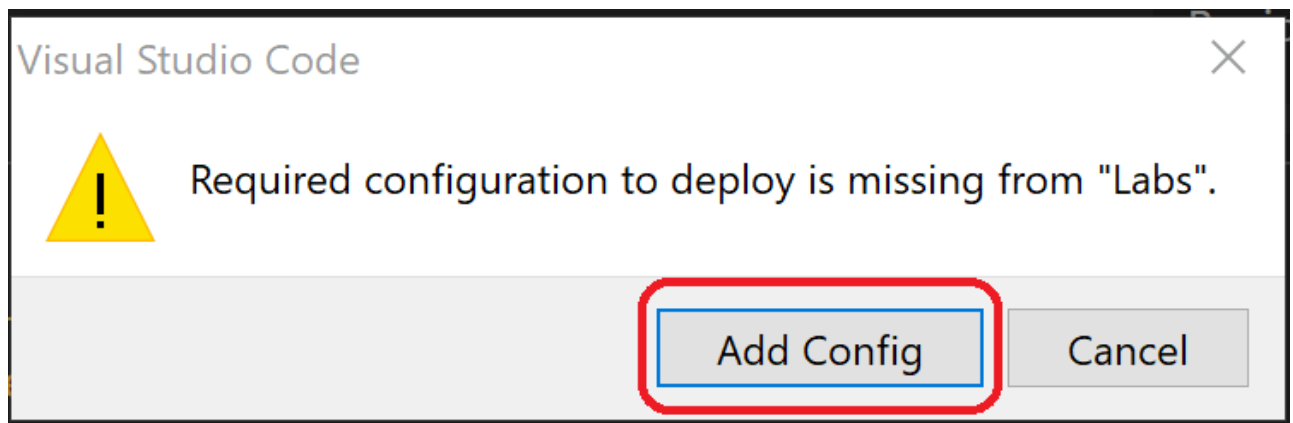 Visual Studio Code
Required configuration to deploy is missing from "Labs".
Add Config
Cancel